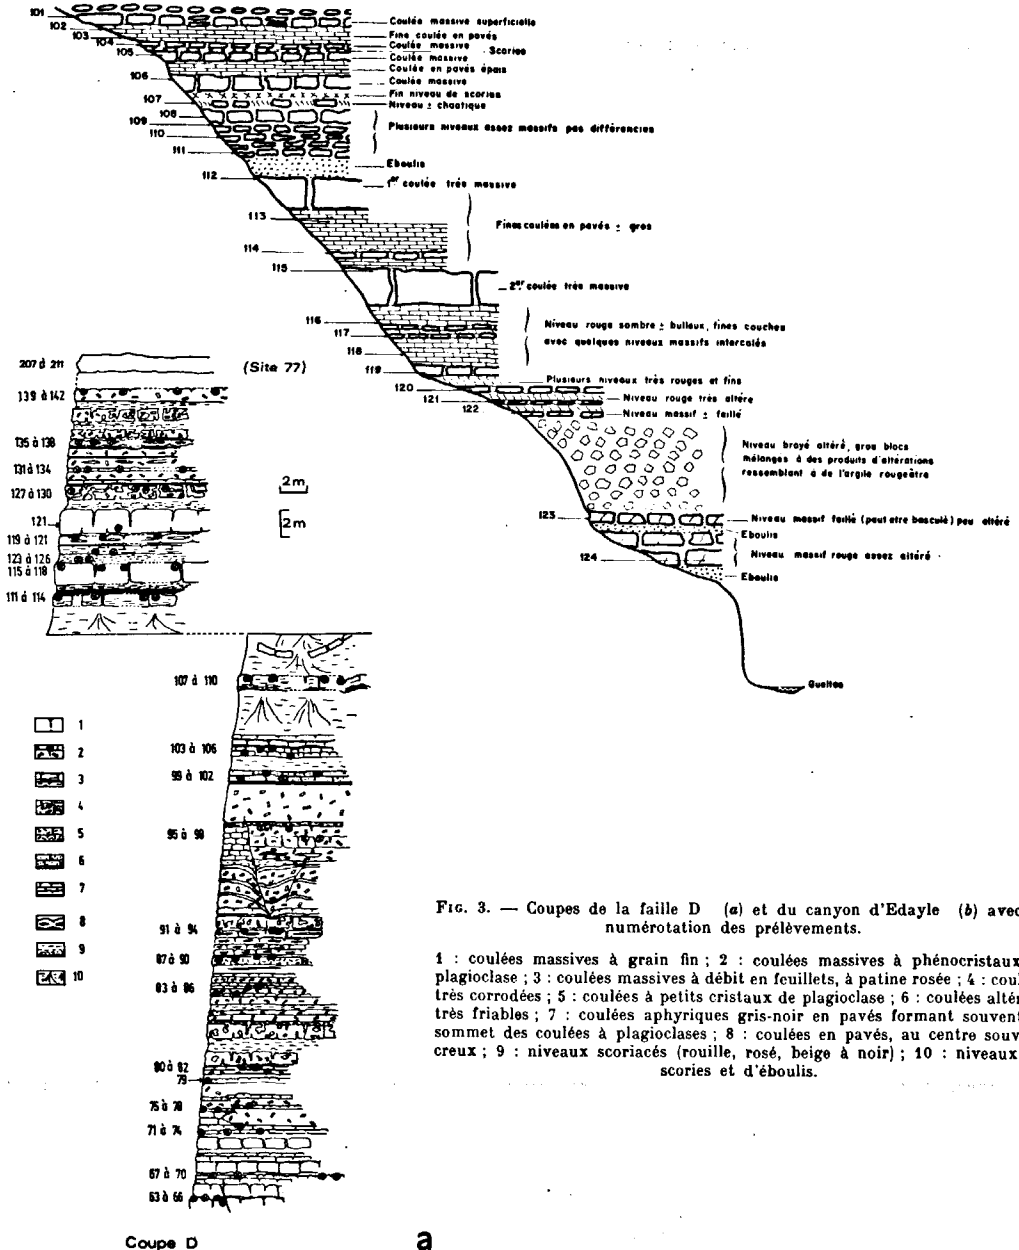 101
102
103
104
105
106
107
108
109
110
111
112
113
114
115
116
117
118
119
120
121
122
123
124
Coulée massive superficielle
Fine coulée en pavés
Coulée massive
Scories
Coulée massive
Coulée en pavés épais
Coulée massive
Fin niveau de scories
Niveau ± chaotique
Plusieurs niveaux assez massifs pas différenciés
Eboulis
1er coulée très massive
Fines coulées en pavés ± gros
2er coulée très massive
Niveau rouge sombre ± bulleux, fines couches
avec quelques niveaux massifs intercalés
Plusieurs niveaux très rouges et fins
Niveau rouge très altéré
Niveau massif ± faillé
Niveau broyé altéré, gros blocs
mélangés à des produits d'altérations
ressemblant à de l'argile rougeâtre
Niveau massif faillé (peut être basculé) peu altéré
Eboulis
Niveau massif rouge assez altéré
Eboulis
Gueltas
207 à 211
(Site 77)
139 à 142
135 à 138
131 à 134
127 à 130
121
119 à 121
123 à 126
115 à 118
111 à 114
2m
2m
107 à 110
103 à 106
99 à 102
95 à 98
91 à 94
87 à 90
83 à 86
80 à 82
79
75 à 78
71 à 74
67 à 70
63 à 66
1
2
3
4
5
6
7
8
9
10
FIG. 3. — Coupes de la faille D (a) et du canyon d'Edayle (b) avec
numérotation des prélèvements.
1 : coulées massives à grain fin ; 2 : coulées massives à phénocristaux
plagioclase ; 3 : coulées massives à débit en feuillets, à patine rosée ; 4 : coul
très corrodées ; 5 : coulées à petits cristaux de plagioclase ; 6 : coulées altér
très friables ; 7 : coulées aphyriques gris-noir en pavés formant souvent
sommet des coulées à plagioclases ; 8 : coulées en pavés, au centre souv
creux ; 9 : niveaux scoriacés (rouille, rosé, beige à noir) ; 10 : niveaux
scories et d'éboulis.
Coupe D
a